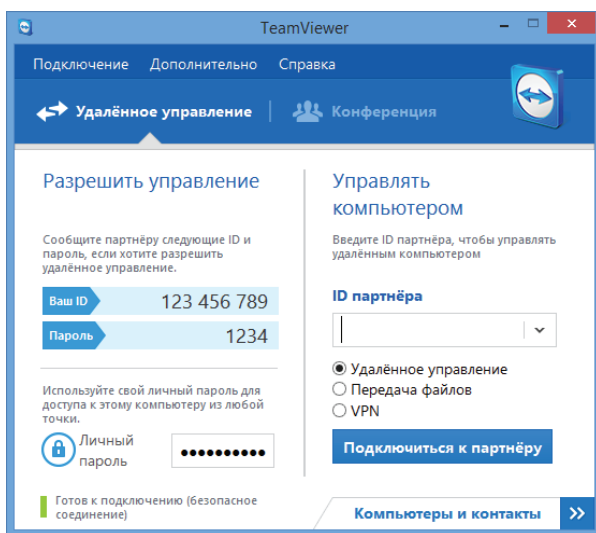 TeamViewer
Подключение Дополнительно Справка
Удалённое управление
Конференция
Разрешить управление
Сообщите партнёру следующие ID и
пароль, если хотите разрешить
удалённое управление.
Ваш ID 123 456 789
Пароль 1234
Используйте свой личный пароль для
доступа к этому компьютеру из любой
точки.
Личный
пароль
Готов к подключению (безопасное
соединение)
Управлять
компьютером
Введите ID партнёра, чтобы управлять
удалённым компьютером
ID партнёра
Удалённое управление
Передача файлов
VPN
Подключиться к партнёру
Компьютеры и контакты